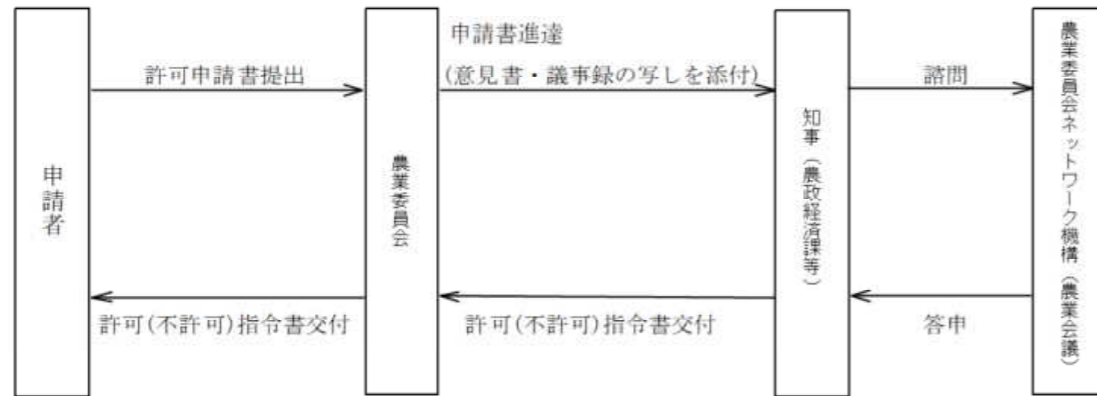 申請者
許可申請書提出
許可(不許可)指令書交付
農業委員会
申請書進達
(意見書・議事録の写しを添付)
許可(不許可)指令書交付
知事（農政経済課等）
諮問
答申
農業委員会ネットワーク機構（農業会議）